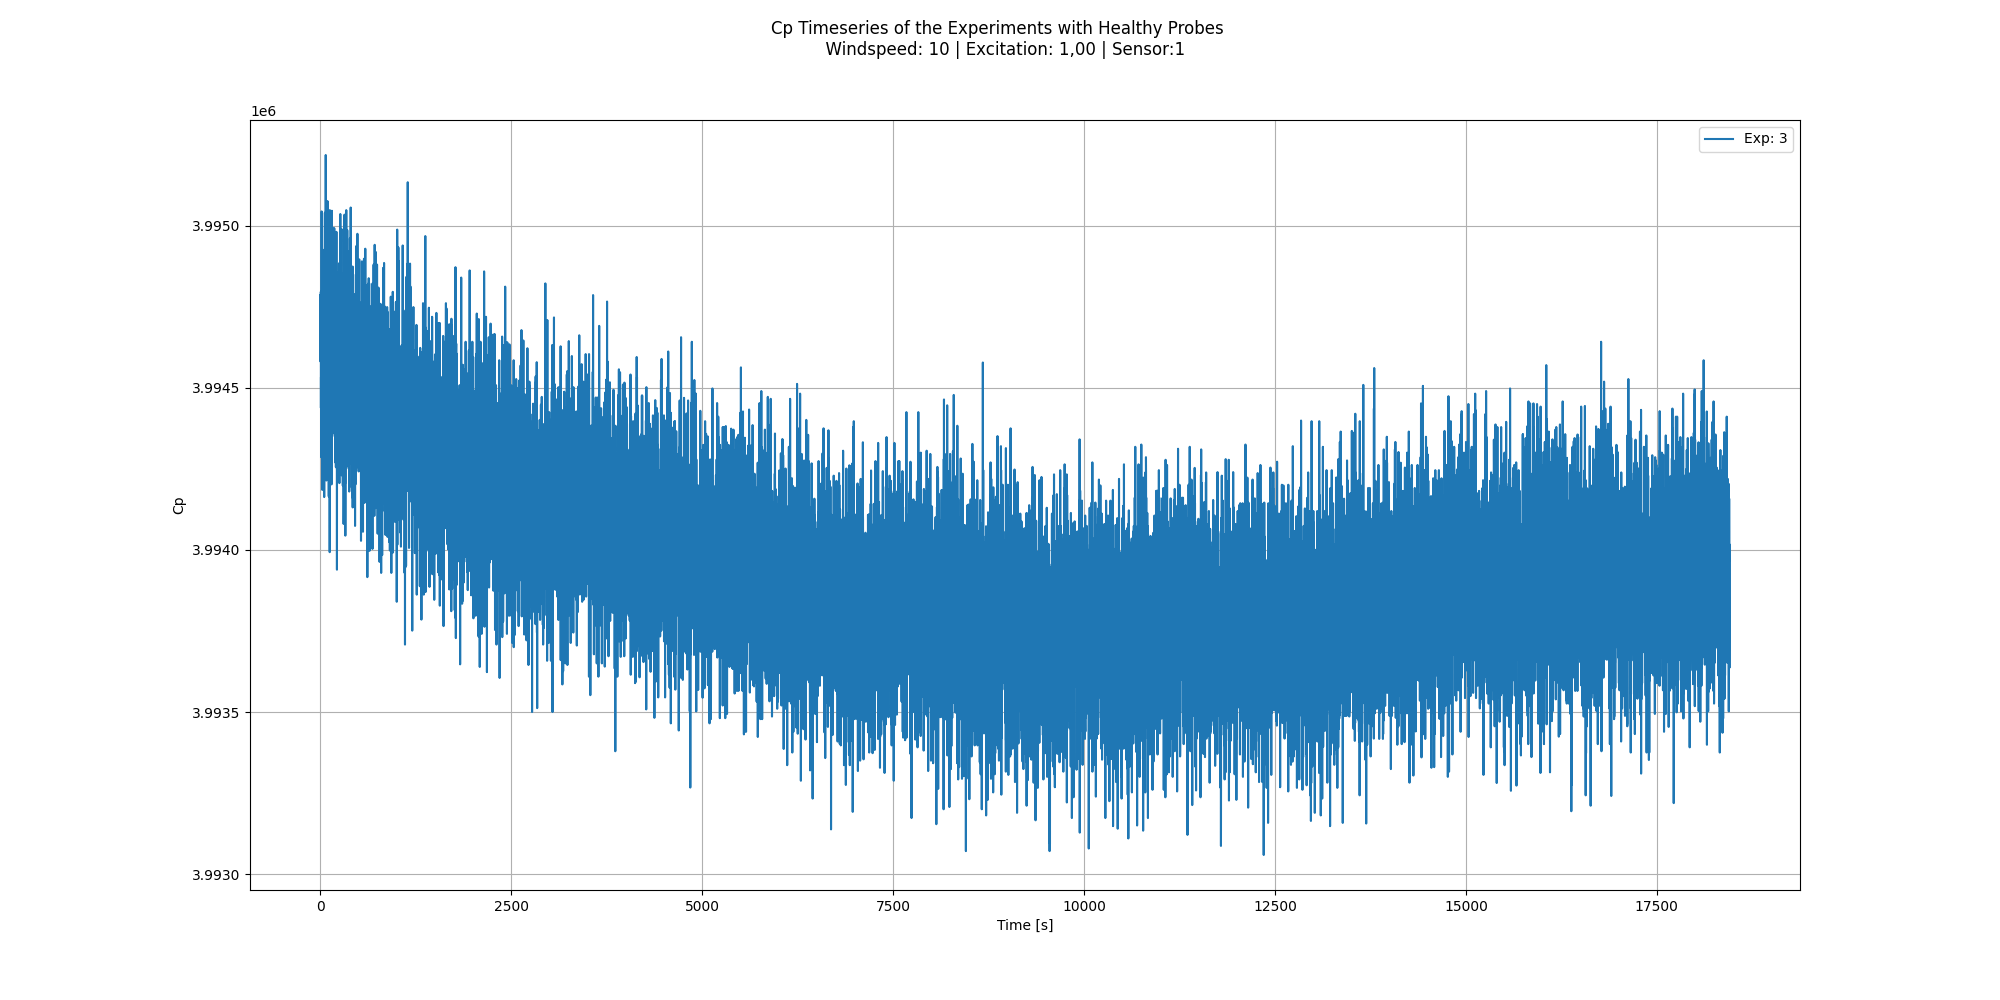 Cp Timeseries of the Experiments with Healthy Probes
Windspeed: 10 | Excitation: 1,00 | Sensor:1
1e6
Exp: 3
3.9950
3.9945
3.9940
3.9935
3.9930
Cp
0 2500 5000 7500 10000 12500 15000 17500
Time [s]